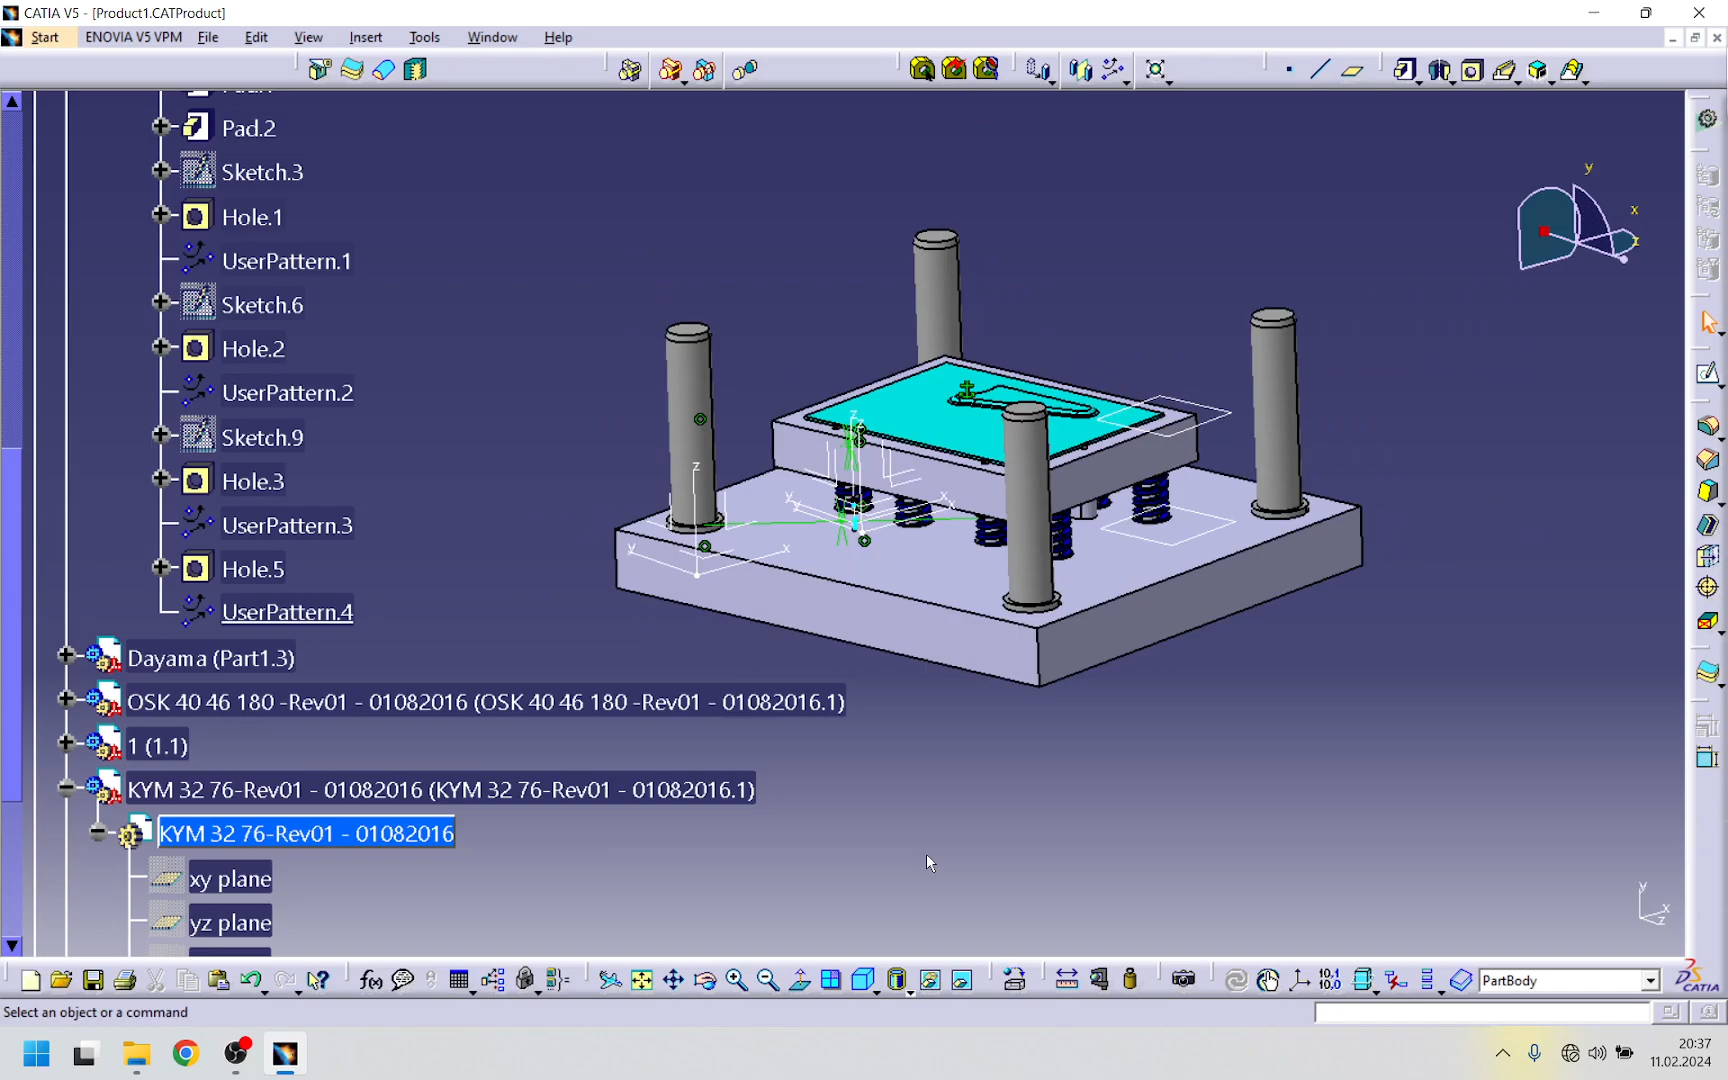 CATIA V5 - [Product1.CATProduct]
Start ENOVIA V5 VPM File Edit View Insert Tools Window Help
Pad.2
Sketch.3
Hole.1
UserPattern.1
Sketch.6
Hole.2
UserPattern.2
Sketch.9
Hole.3
UserPattern.3
Hole.5
UserPattern.4
Dayama (Part1.3)
OSK 40 46 180 -Rev01 - 01082016 (OSK 40 46 180 -Rev01 - 01082016.1)
1 (1.1)
KYM 32 76-Rev01 - 01082016 (KYM 32 76-Rev01 - 01082016.1)
KYM 32 76-Rev01 - 01082016
xy plane
yz plane
y
x
z
z
z
y
x
y
x
y
x
z
PartBody
CATIA
Select an object or a command
20:37
11.02.2024